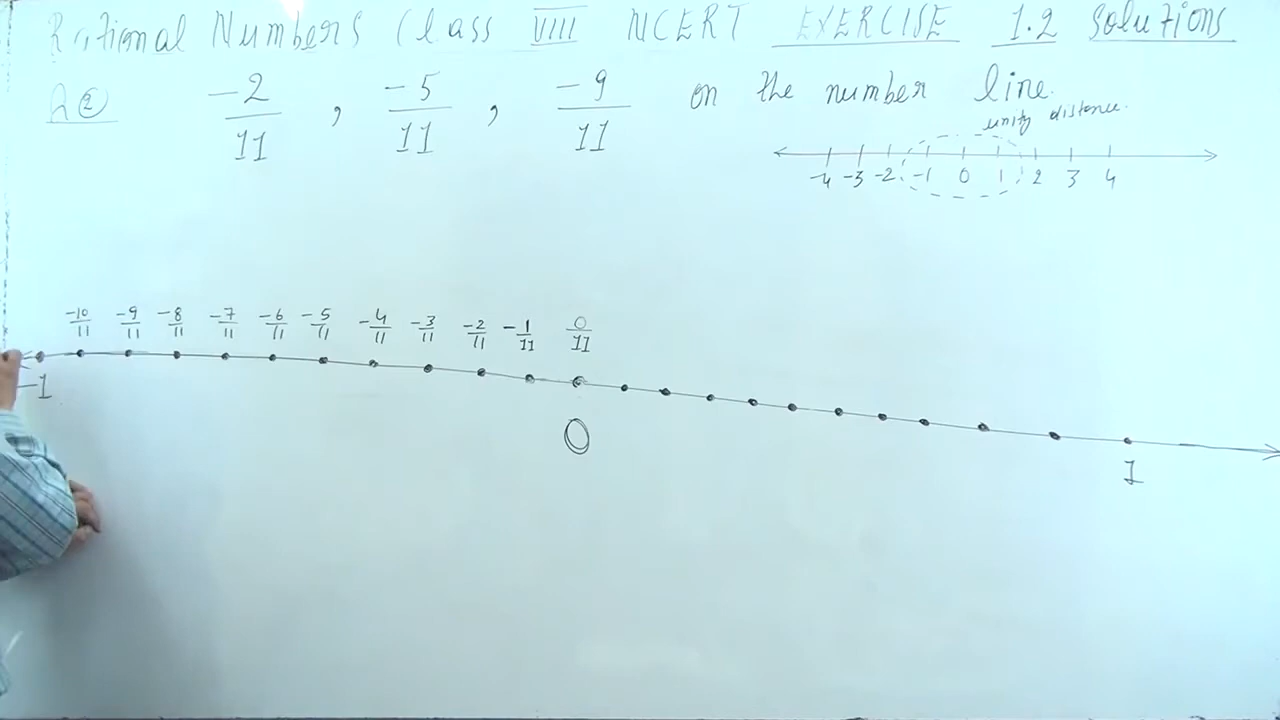 Rational Numbers Class VIII NCERT EXERCISE 1.2 Solutions
Q② -2/11 , -5/11 , -9/11 on the number line.
unity distance.
-4 -3 -2 -1 0 1 2 3 4
-10/11 -9/11 -8/11 -7/11 -6/11 -5/11 -4/11 -3/11 -2/11 -1/11 0/11
-1 0 1